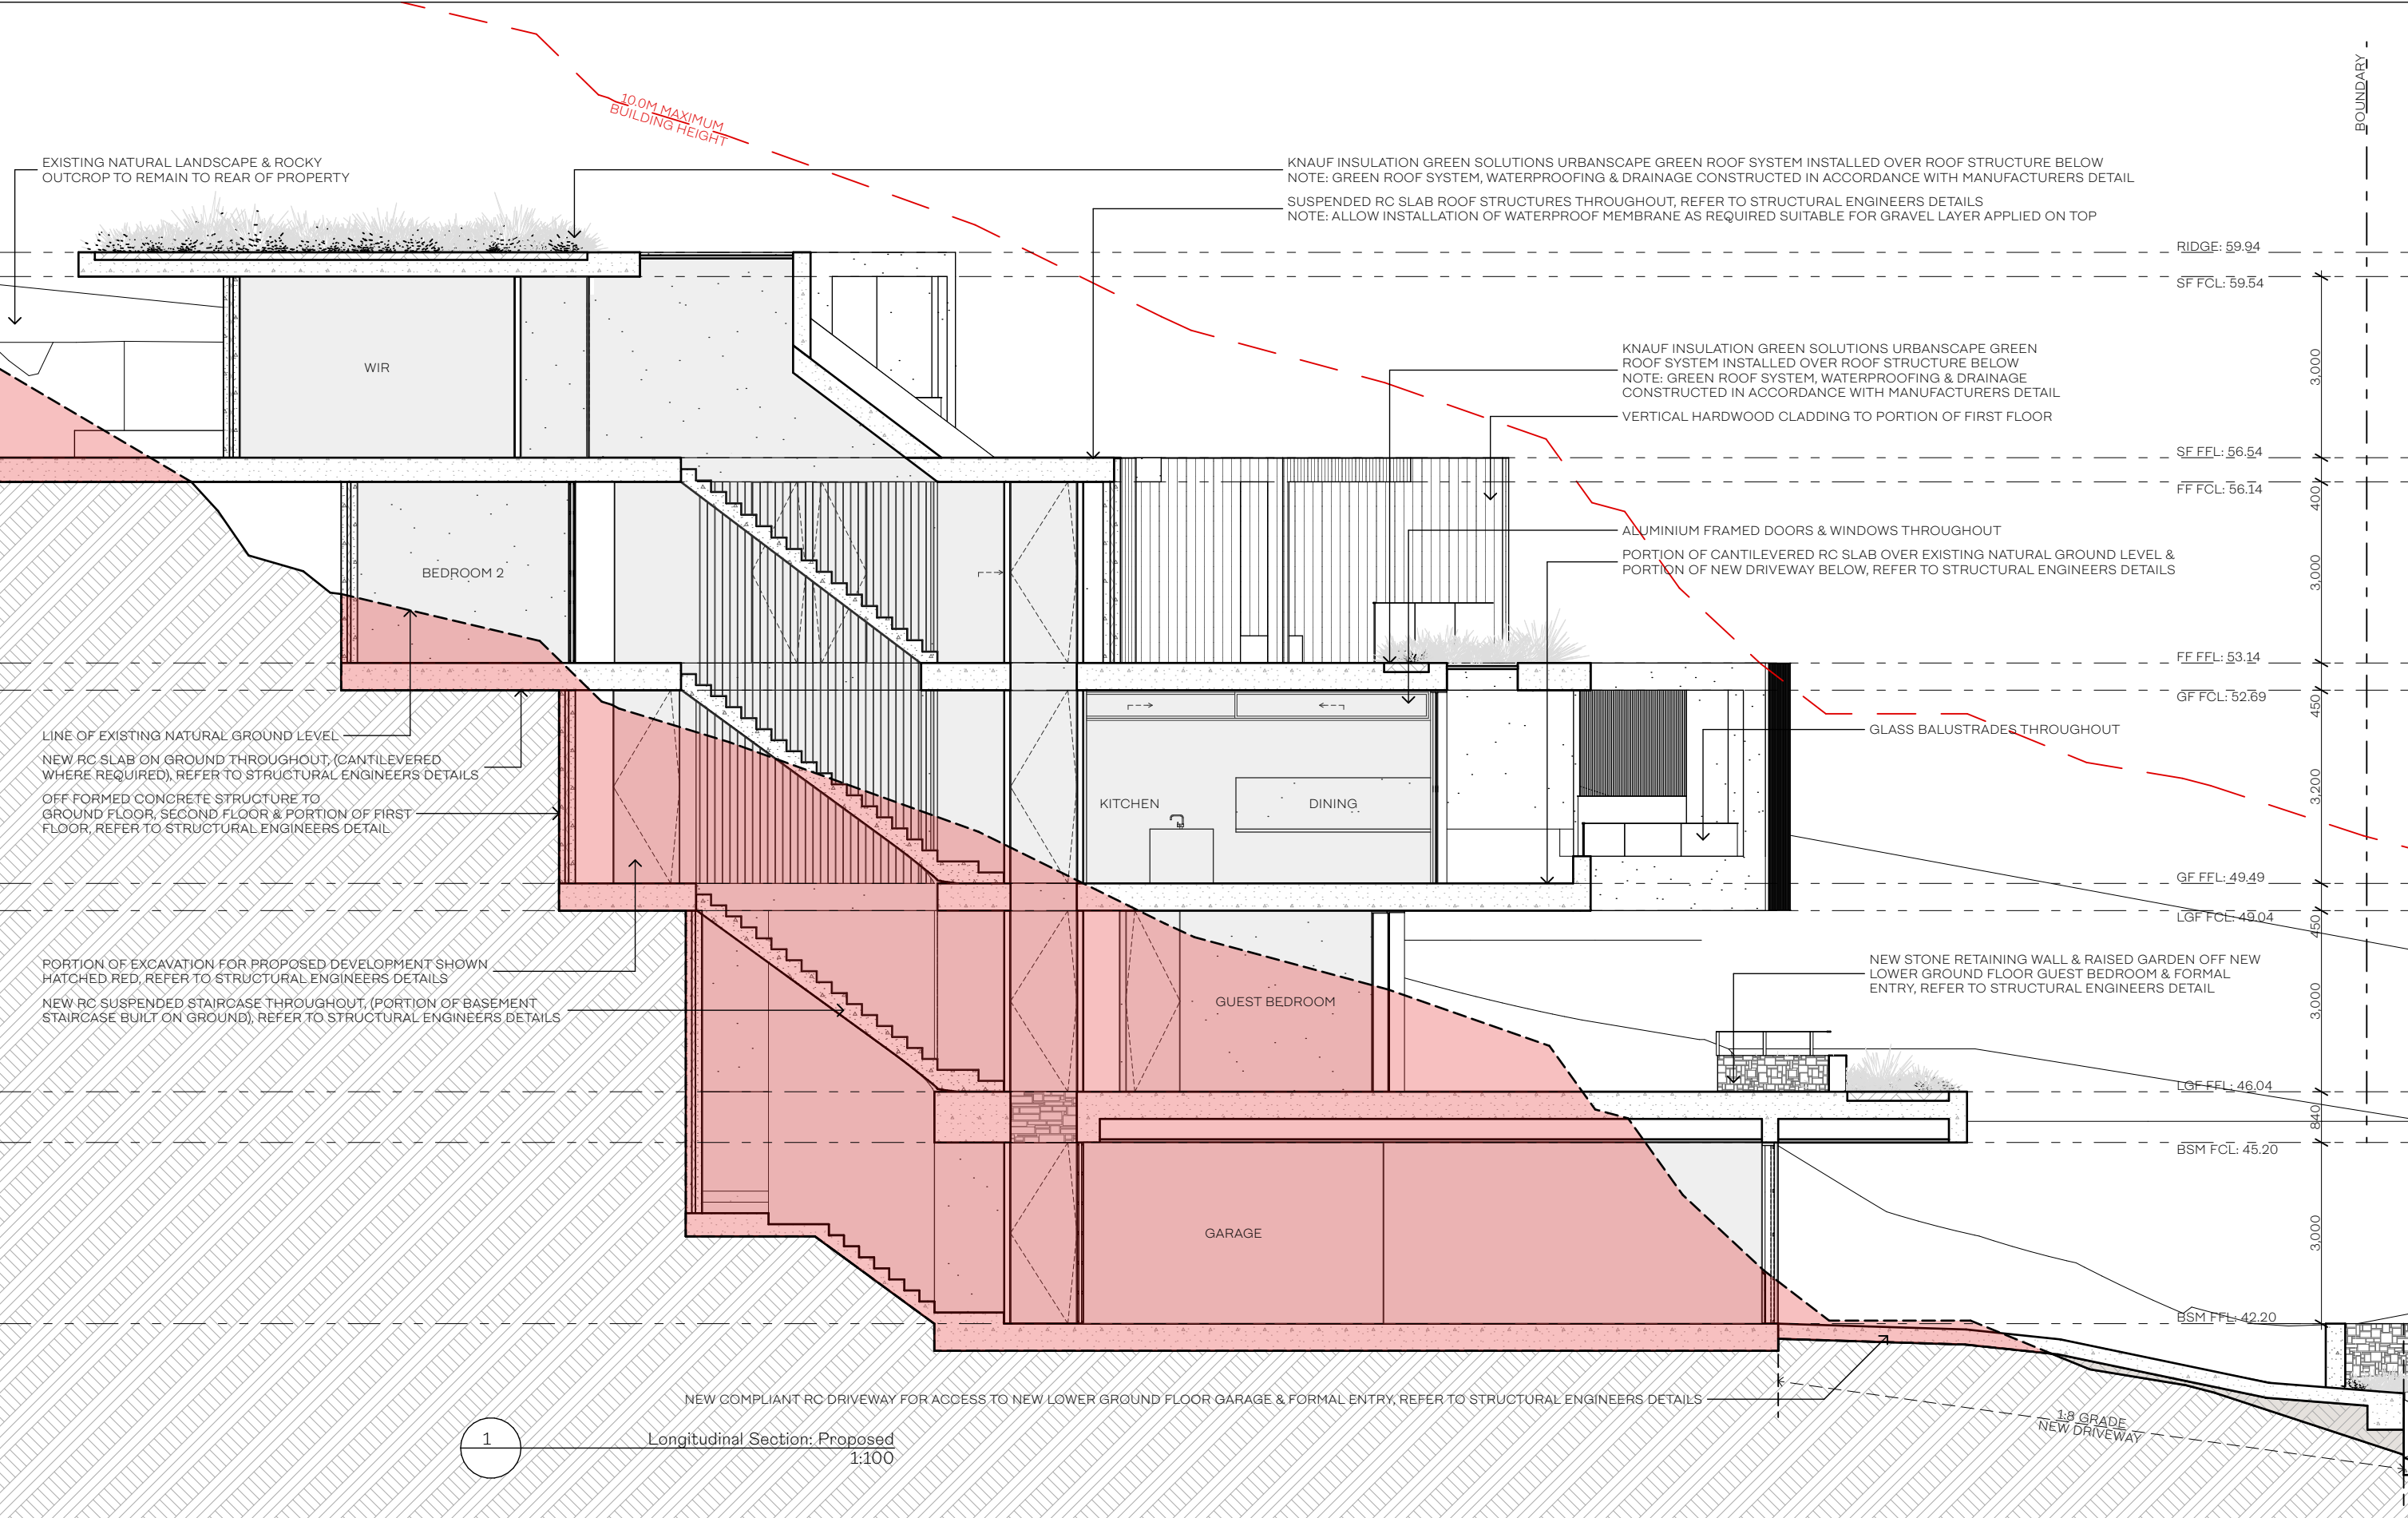 BOUNDARY
10.0M MAXIMUM
BUILDING HEIGHT
EXISTING NATURAL LANDSCAPE & ROCKY
OUTCROP TO REMAIN TO REAR OF PROPERTY
KNAUF INSULATION GREEN SOLUTIONS URBANSCAPE GREEN ROOF SYSTEM INSTALLED OVER ROOF STRUCTURE BELOW
NOTE: GREEN ROOF SYSTEM, WATERPROOFING & DRAINAGE CONSTRUCTED IN ACCORDANCE WITH MANUFACTURERS DETAIL
SUSPENDED RC SLAB ROOF STRUCTURES THROUGHOUT, REFER TO STRUCTURAL ENGINEERS DETAILS
NOTE: ALLOW INSTALLATION OF WATERPROOF MEMBRANE AS REQUIRED SUITABLE FOR GRAVEL LAYER APPLIED ON TOP
RIDGE: 59.94
SF FCL: 59.54
3,000
WIR
KNAUF INSULATION GREEN SOLUTIONS URBANSCAPE GREEN
ROOF SYSTEM INSTALLED OVER ROOF STRUCTURE BELOW
NOTE: GREEN ROOF SYSTEM, WATERPROOFING & DRAINAGE
CONSTRUCTED IN ACCORDANCE WITH MANUFACTURERS DETAIL
VERTICAL HARDWOOD CLADDING TO PORTION OF FIRST FLOOR
SF FFL: 56.54
FF FCL: 56.14
400
ALUMINIUM FRAMED DOORS & WINDOWS THROUGHOUT
PORTION OF CANTILEVERED RC SLAB OVER EXISTING NATURAL GROUND LEVEL &
PORTION OF NEW DRIVEWAY BELOW, REFER TO STRUCTURAL ENGINEERS DETAILS
BEDROOM 2
3,000
FF FFL: 53.14
GF FCL: 52.69
450
LINE OF EXISTING NATURAL GROUND LEVEL
GLASS BALUSTRADES THROUGHOUT
NEW RC SLAB ON GROUND THROUGHOUT, (CANTILEVERED
WHERE REQUIRED), REFER TO STRUCTURAL ENGINEERS DETAILS
OFF FORMED CONCRETE STRUCTURE TO
GROUND FLOOR, SECOND FLOOR & PORTION OF FIRST
FLOOR, REFER TO STRUCTURAL ENGINEERS DETAIL
KITCHEN
DINING
3,200
GF FFL: 49.49
LGF FCL: 49.04
450
PORTION OF EXCAVATION FOR PROPOSED DEVELOPMENT SHOWN
HATCHED RED, REFER TO STRUCTURAL ENGINEERS DETAILS
NEW RC SUSPENDED STAIRCASE THROUGHOUT, (PORTION OF BASEMENT
STAIRCASE BUILT ON GROUND), REFER TO STRUCTURAL ENGINEERS DETAILS
GUEST BEDROOM
NEW STONE RETAINING WALL & RAISED GARDEN OFF NEW
LOWER GROUND FLOOR GUEST BEDROOM & FORMAL
ENTRY, REFER TO STRUCTURAL ENGINEERS DETAIL
3,000
LGF FFL: 46.04
840
BSM FCL: 45.20
GARAGE
3,000
BSM FFL: 42.20
NEW COMPLIANT RC DRIVEWAY FOR ACCESS TO NEW LOWER GROUND FLOOR GARAGE & FORMAL ENTRY, REFER TO STRUCTURAL ENGINEERS DETAILS
1:8 GRADE
NEW DRIVEWAY
1
Longitudinal Section: Proposed
1:100